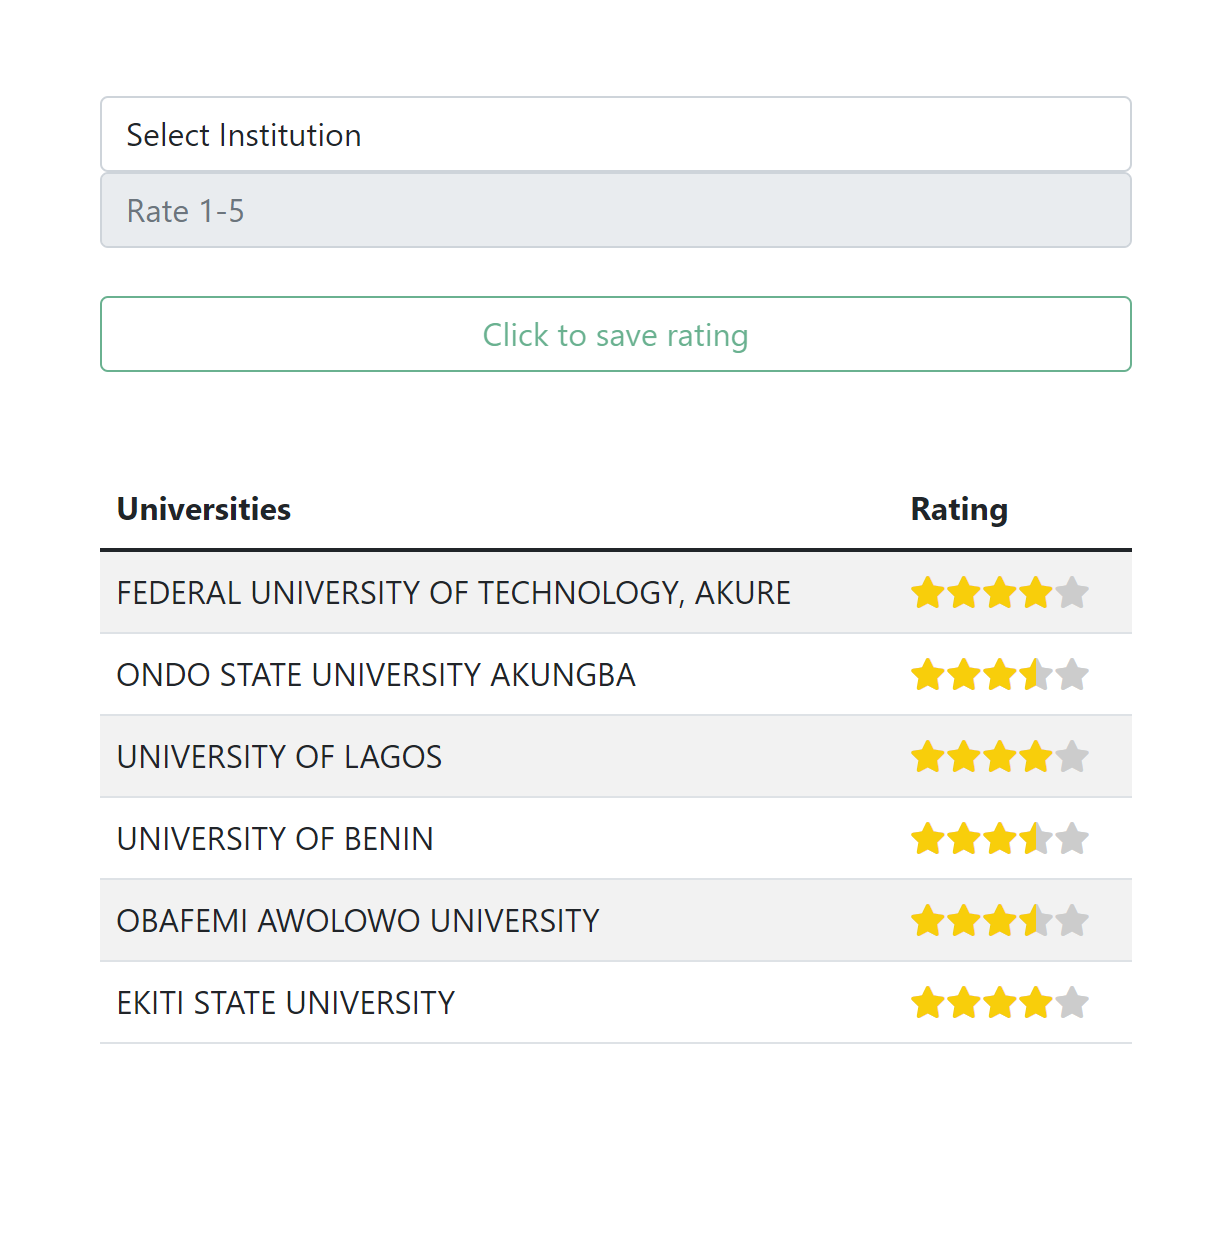 Select Institution
Rate 1-5
Click to save rating
Universities Rating
FEDERAL UNIVERSITY OF TECHNOLOGY, AKURE
ONDO STATE UNIVERSITY AKUNGBA
UNIVERSITY OF LAGOS
UNIVERSITY OF BENIN
OBAFEMI AWOLOWO UNIVERSITY
EKITI STATE UNIVERSITY